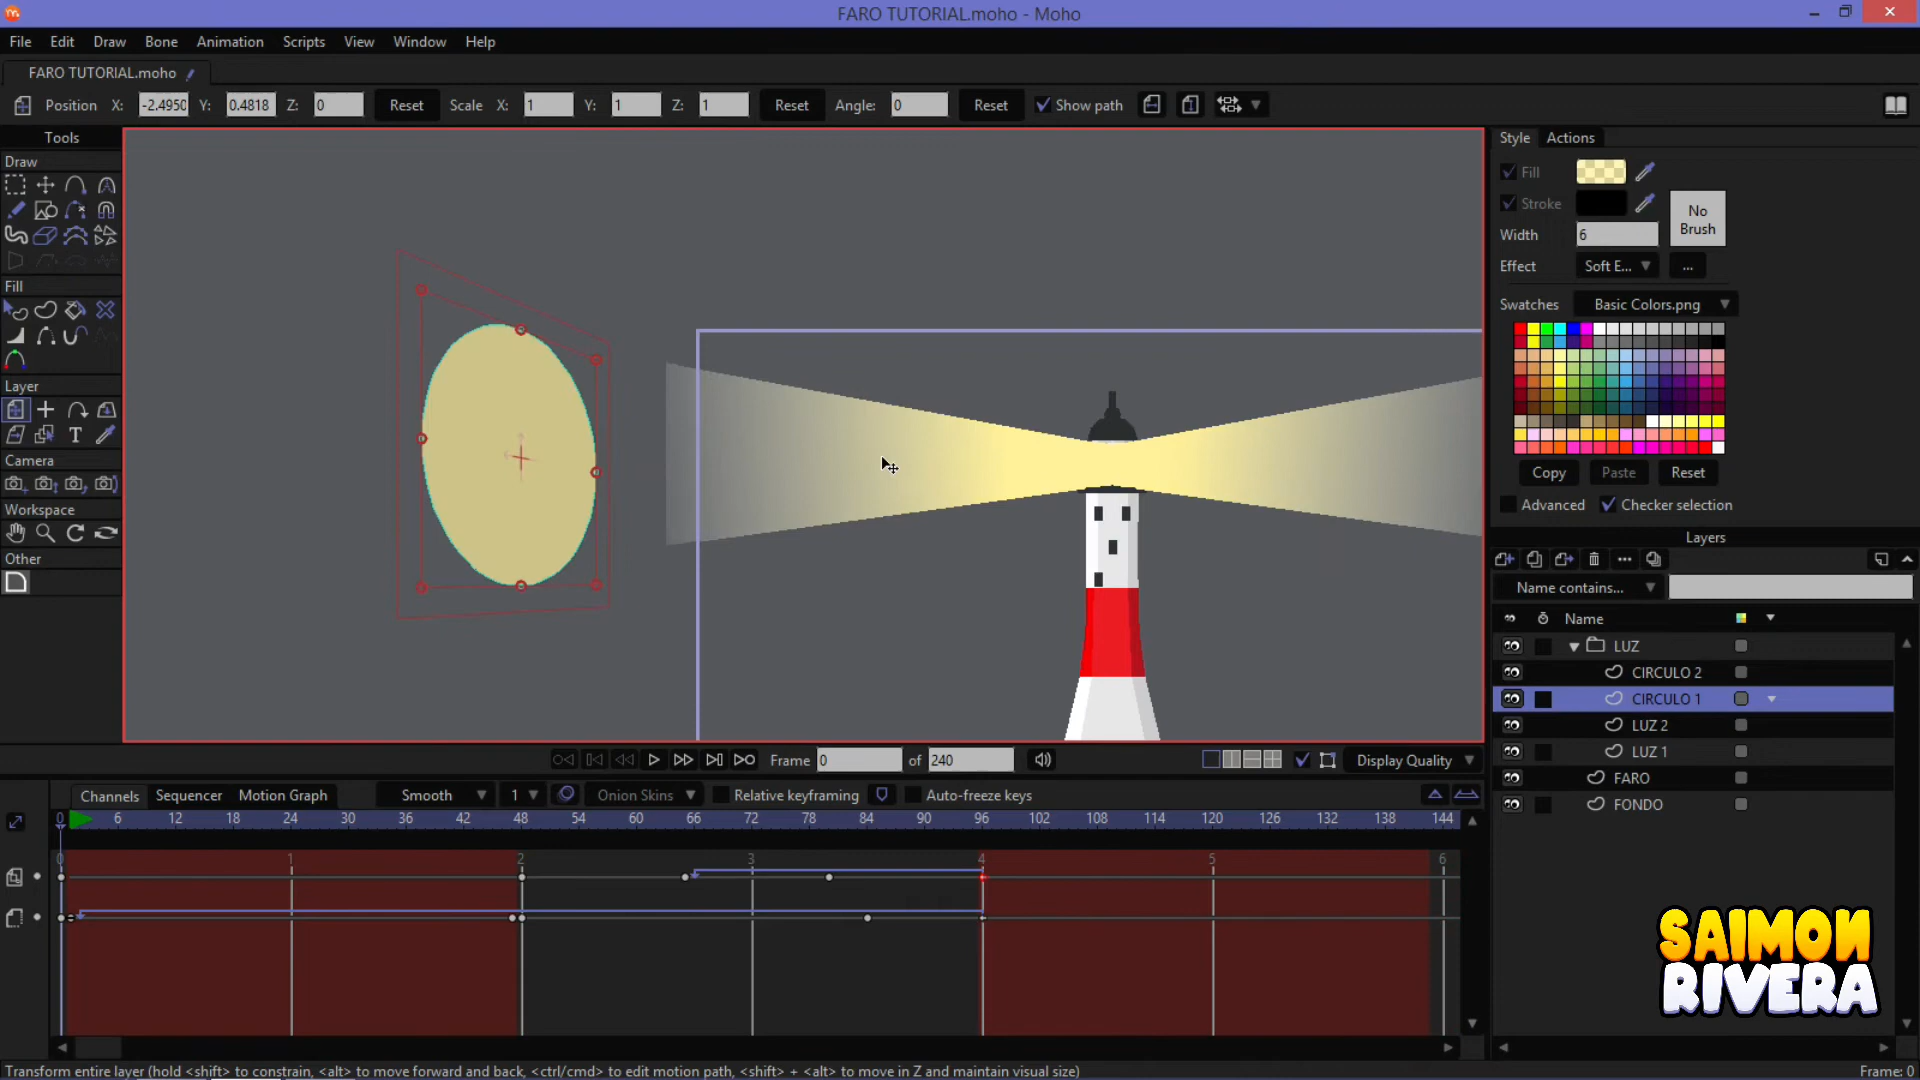 FARO TUTORIAL.moho - Moho
File Edit Draw Bone Animation Scripts View Window Help
FARO TUTORIAL.moho
Position X: -2.4950 Y: 0.4818 Z: 0 Reset Scale X: 1 Y: 1 Z: 1 Reset Angle: 0 Reset Show path
Tools
Draw
Fill
Layer
Camera
Workspace
Other
Style Actions
Fill
Stroke
No Brush
Width 6
Effect Soft E... ...
Swatches Basic Colors.png
Copy Paste Reset
Advanced Checker selection
Layers
Name contains...
Name
LUZ
CIRCULO 2
CIRCULO 1
LUZ 2
LUZ 1
FARO
FONDO
Frame 0 of 240 Display Quality
Channels Sequencer Motion Graph Smooth 1 Onion Skins Relative keyframing Auto-freeze keys
0 6 12 18 24 30 36 42 48 54 60 66 72 78 84 90 96 102 108 114 120 126 132 138 144
0 1 2 3 4 5 6
SAIMON
RIVERA
Transform entire layer (hold <shift> to constrain, <alt> to move forward and back, <ctrl/cmd> to edit motion path, <shift> + <alt> to move in Z and maintain visual size)
Frame: 0